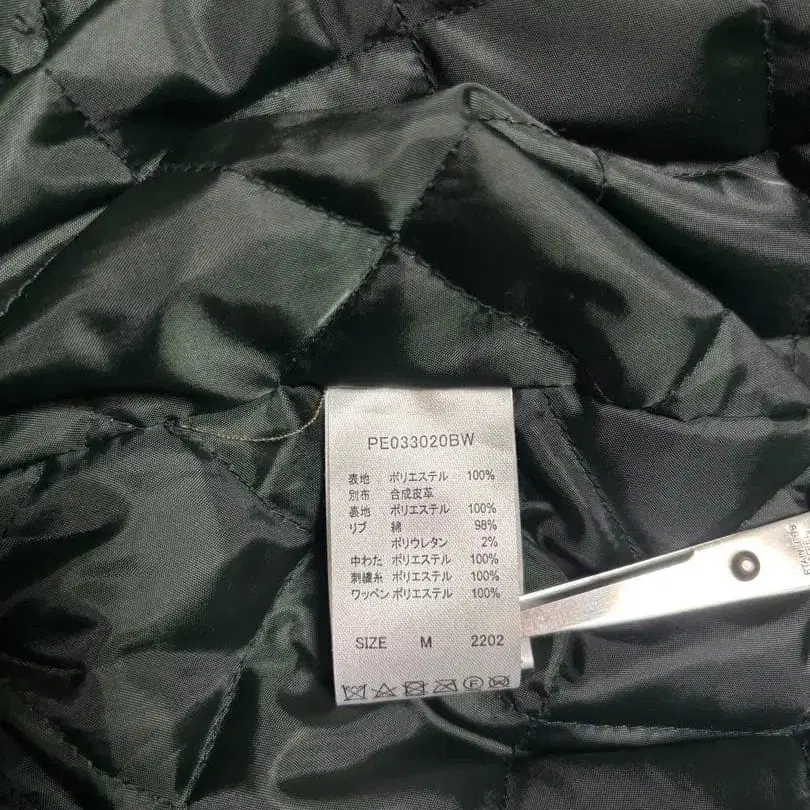 PE033020BW
表地 ポリエステル 100%
別布 合成皮革
裏地 ポリエステル 100%
リブ 綿 98%
ポリウレタン 2%
中わた ポリエステル 100%
刺繍糸 ポリエステル 100%
ワッペン ポリエステル 100%
SIZE M 2202